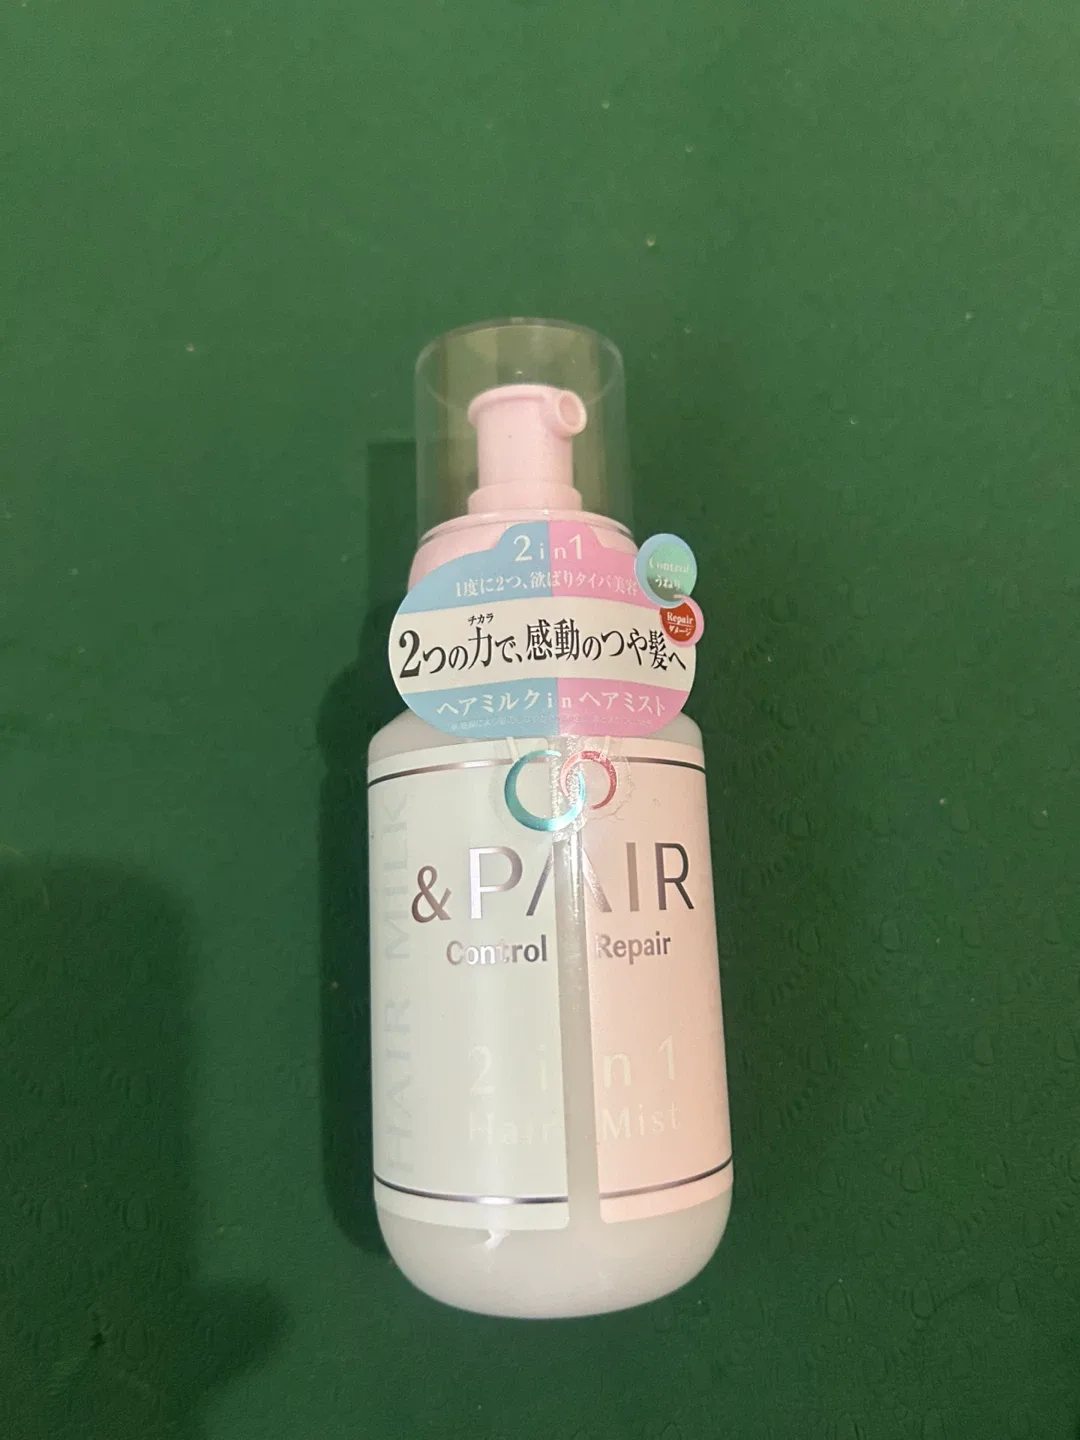 2in1
1度に2つ、欲ばりタイパ美容
チカラ
2つの力で、感動のつや髪へ
ヘアミルクinヘアミスト
Control
うねり
Repair
ダメージ
& PAIR
Control Repair
2 in 1
Hair Mist
HAIR MILK